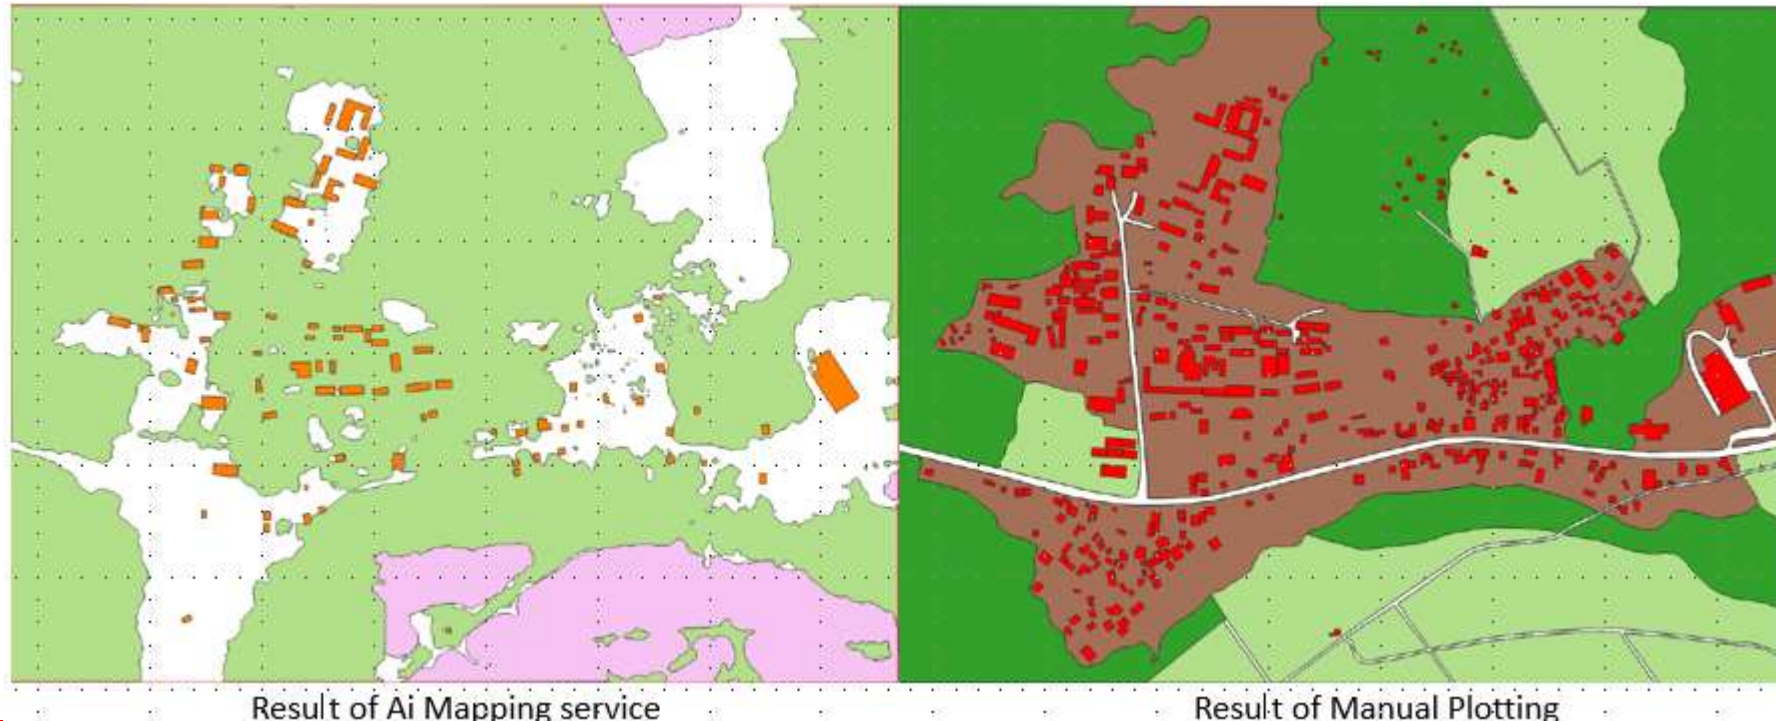 Result of Ai Mapping service
Result of Manual Plotting